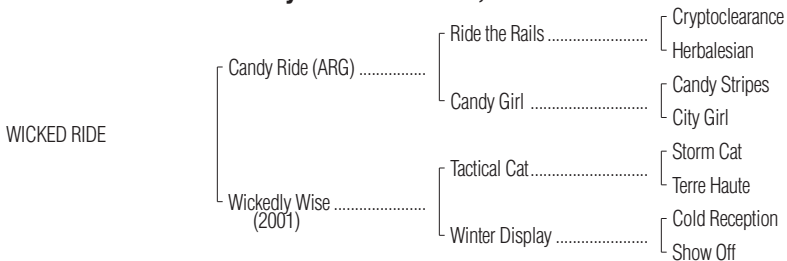 Cryptoclearance
Ride the Rails
Herbalesian
Candy Ride (ARG)
Candy Stripes
Candy Girl
City Girl
WICKED RIDE
Storm Cat
Tactical Cat
Terre Haute
Wickedly Wise
(2001)
Cold Reception
Winter Display
Show Off